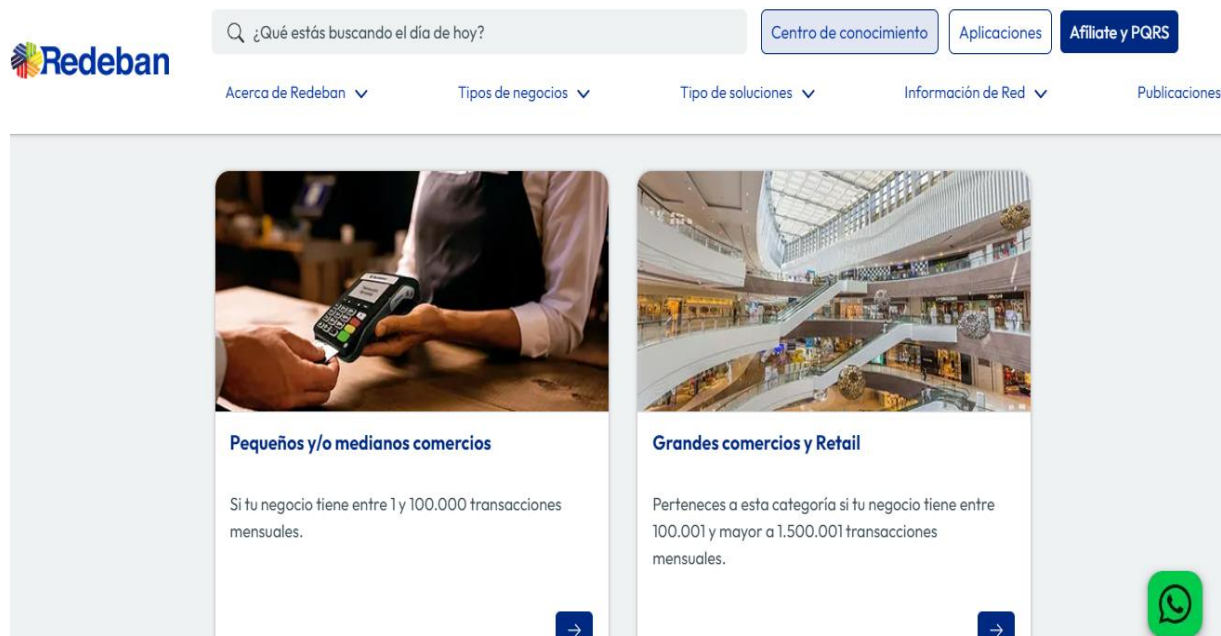 ¿Qué estás buscando el día de hoy?
Centro de conocimiento
Aplicaciones
Afíliate y PQRS
Redeban
Acerca de Redeban
Tipos de negocios
Tipo de soluciones
Información de Red
Publicaciones
Pequeños y/o medianos comercios
Si tu negocio tiene entre 1 y 100.000 transacciones
mensuales.
Grandes comercios y Retail
Perteneces a esta categoría si tu negocio tiene entre
100.001 y mayor a 1.500.001 transacciones
mensuales.